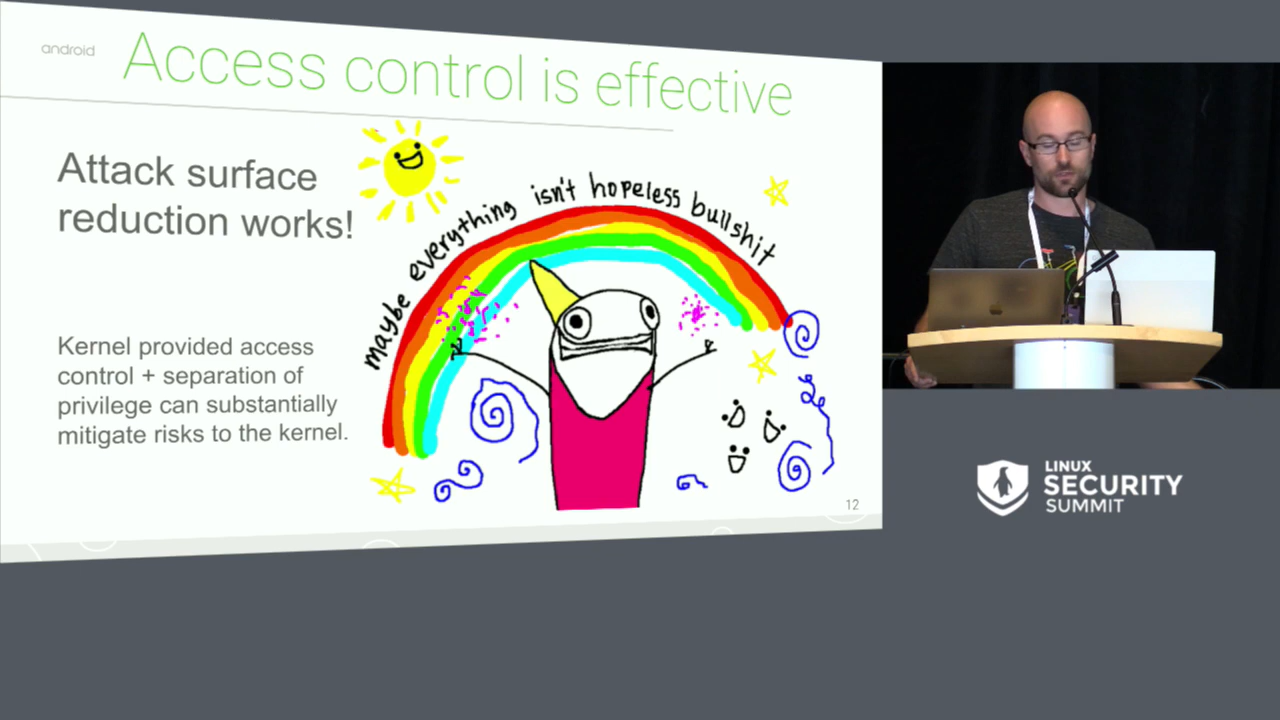 android
Access control is effective
Attack surface
reduction works!
maybe everything isn't hopeless bullshit
Kernel provided access
control + separation of
privilege can substantially
mitigate risks to the kernel.
12
LINUX
SECURITY
SUMMIT